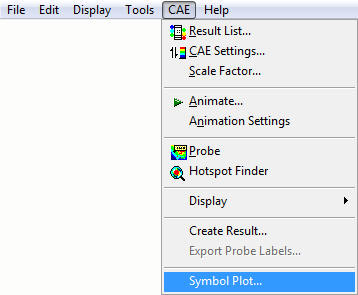 File Edit Display Tools CAE Help
Result List...
CAE Settings...
Scale Factor...
Animate...
Animation Settings
Probe
Hotspot Finder
Display
Create Result...
Export Probe Labels...
Symbol Plot...